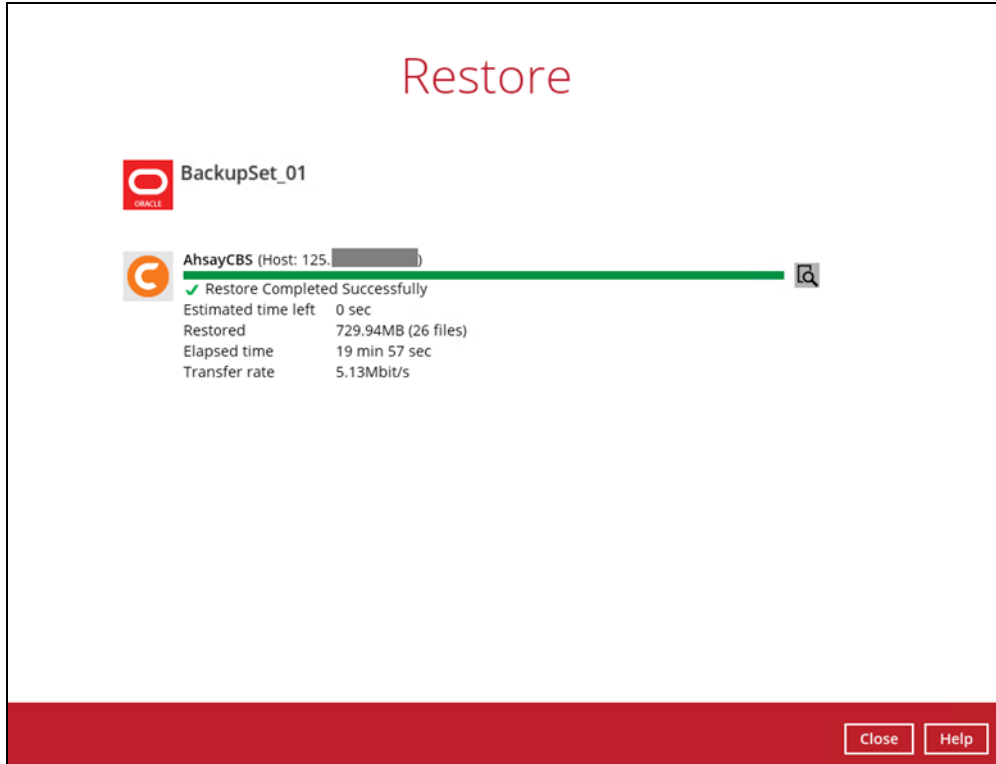 Restore
BackupSet_01
ORACLE
AhsayCBS (Host: 125. )
Restore Completed Successfully
Estimated time left 0 sec
Restored 729.94MB (26 files)
Elapsed time 19 min 57 sec
Transfer rate 5.13Mbit/s
Close Help